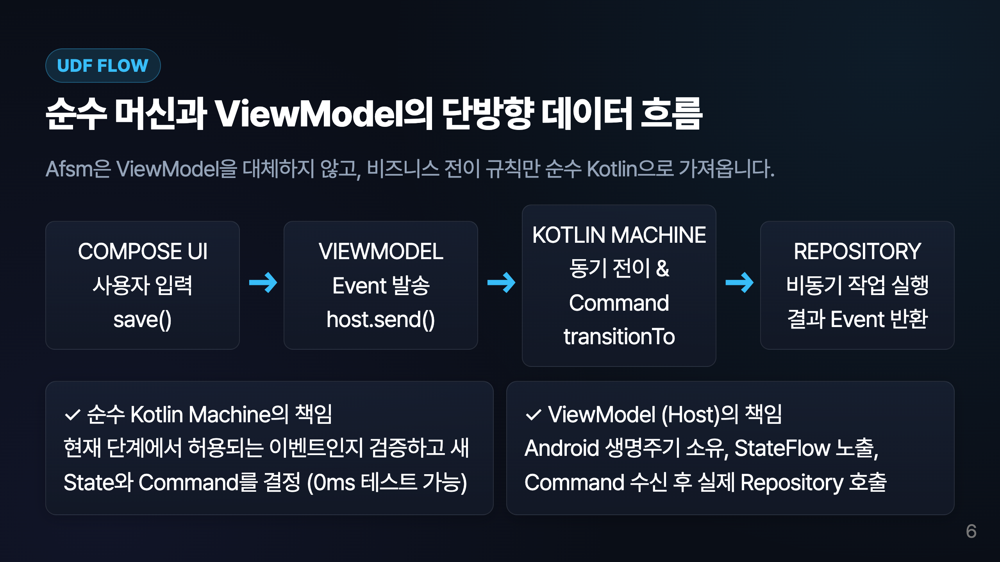 UDF FLOW
순수 머신과 ViewModel의 단방향 데이터 흐름
Afsm은 ViewModel을 대체하지 않고, 비즈니스 전이 규칙만 순수 Kotlin으로 가져옵니다.
COMPOSE UI
사용자 입력
save()
→
VIEWMODEL
Event 발송
host.send()
→
KOTLIN MACHINE
동기 전이 &
Command
transitionTo
→
REPOSITORY
비동기 작업 실행
결과 Event 반환
✓ 순수 Kotlin Machine의 책임
현재 단계에서 허용되는 이벤트인지 검증하고 새
State와 Command를 결정 (0ms 테스트 가능)
✓ ViewModel (Host)의 책임
Android 생명주기 소유, StateFlow 노출,
Command 수신 후 실제 Repository 호출
6